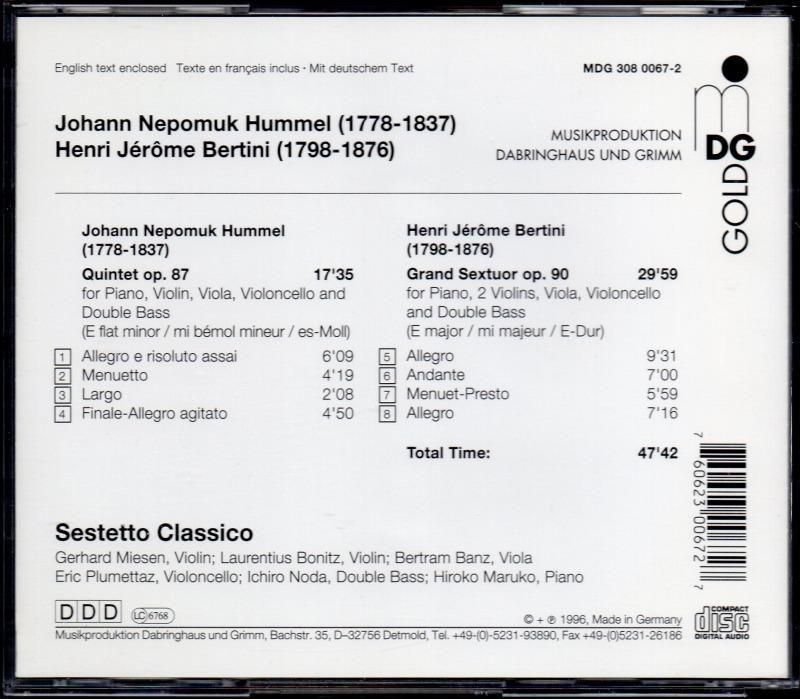 English text enclosed   Texte en français inclus · Mit deutschem Text
MDG 308 0067-2
Johann Nepomuk Hummel (1778-1837)
Henri Jérôme Bertini (1798-1876)
MUSIKPRODUKTION
DABRINGHAUS UND GRIMM
m
DG
GOLD
Johann Nepomuk Hummel
(1778-1837)
Quintet op. 87 17'35
for Piano, Violin, Viola, Violoncello and
Double Bass
(E flat minor / mi bémol mineur / es-Moll)
1 Allegro e risoluto assai 6'09
2 Menuetto 4'19
3 Largo 2'08
4 Finale-Allegro agitato 4'50
Henri Jérôme Bertini
(1798-1876)
Grand Sextuor op. 90 29'59
for Piano, 2 Violins, Viola, Violoncello
and Double Bass
(E major / mi majeur / E-Dur)
5 Allegro 9'31
6 Andante 7'00
7 Menuet-Presto 5'59
8 Allegro 7'16
Total Time: 47'42
7 60623 00672 7
Sestetto Classico
Gerhard Miesen, Violin; Laurentius Bonitz, Violin; Bertram Banz, Viola
Eric Plumettaz, Violoncello; Ichiro Noda, Double Bass; Hiroko Maruko, Piano
DDD LC 6768
© + ℗ 1996, Made in Germany
COMPACT
disc
DIGITAL AUDIO
Musikproduktion Dabringhaus und Grimm, Bachstr. 35, D–32756 Detmold, Tel. +49-(0)-5231-93890, Fax +49-(0)5231-26186